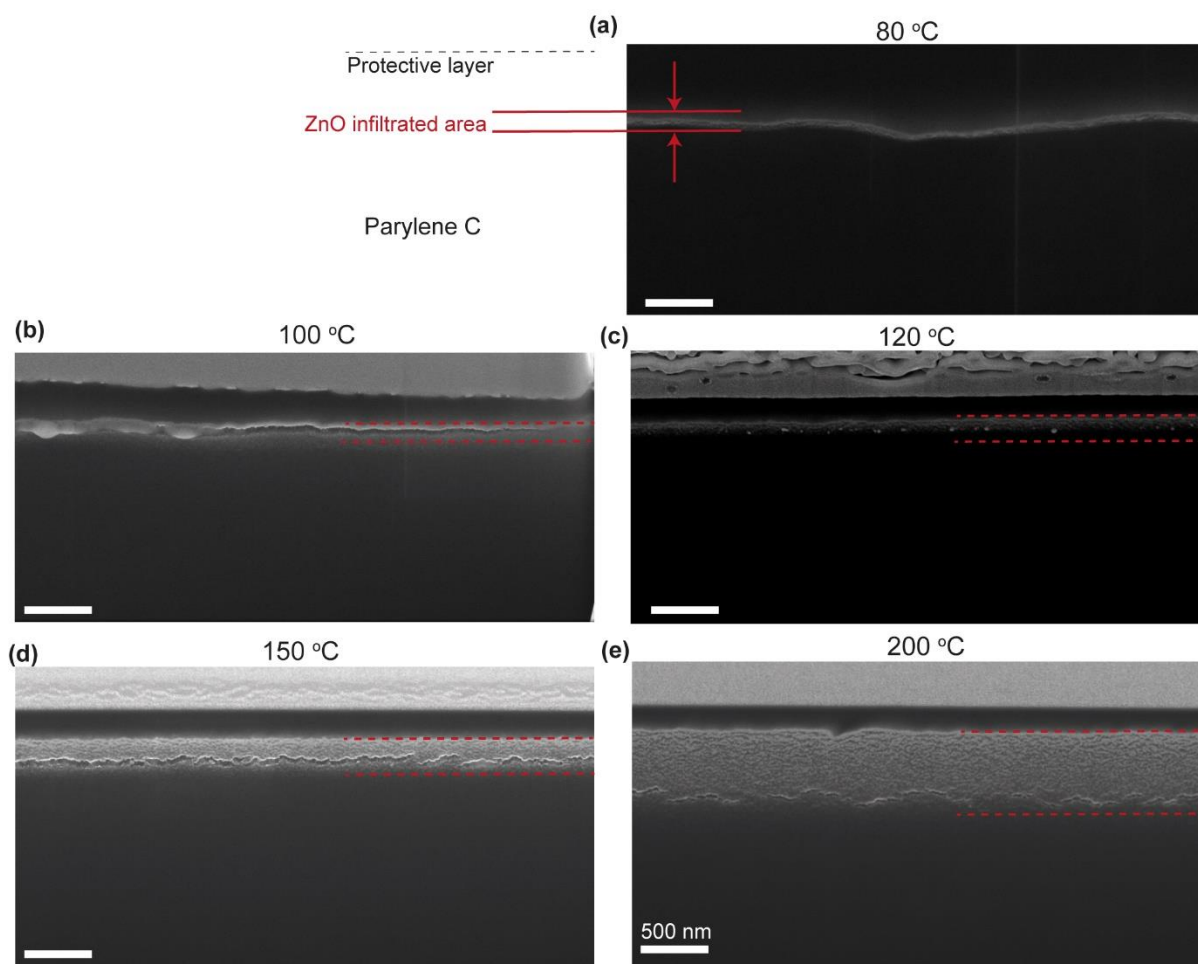 (a)
80 °C
Protective layer
ZnO infiltrated area
Parylene C
(b)
100 °C
(c)
120 °C
(d)
150 °C
(e)
200 °C
500 nm